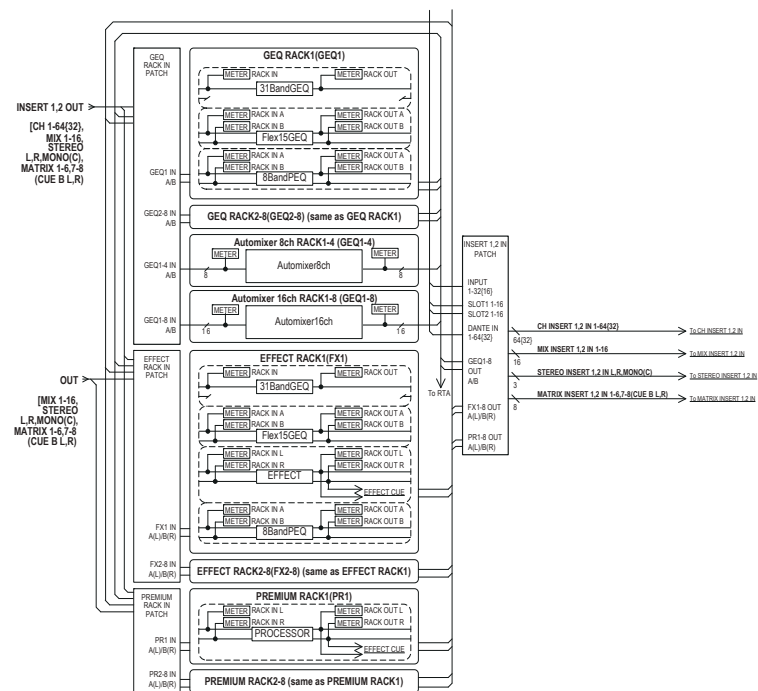 GEQ
RACK IN
PATCH
GEQ RACK1(GEQ1)
METER RACK IN
METER RACK OUT
31BandGEQ
INSERT 1,2 OUT
[CH 1-64{32},
MIX 1-16,
STEREO
L,R,MONO(C),
MATRIX 1-6,7-8
(CUE B L,R)
METER RACK IN A
METER RACK OUT A
METER RACK IN B
METER RACK OUT B
Flex15GEQ
METER RACK IN A
METER RACK OUT A
METER RACK IN B
METER RACK OUT B
8BandPEQ
GEQ1 IN
A/B
GEQ2-8 IN
A/B
GEQ RACK2-8(GEQ2-8) (same as GEQ RACK1)
Automixer 8ch RACK1-4 (GEQ1-4)
METER
METER
Automixer8ch
GEQ1-4 IN
A/B
8
8
Automixer 16ch RACK1-8 (GEQ1-8)
METER
METER
Automixer16ch
GEQ1-8 IN
A/B
16
16
INSERT 1,2 IN
PATCH
INPUT
1-32{16}
SLOT1 1-16
SLOT2 1-16
DANTE IN
1-64{32}
GEQ1-8
OUT
A/B
FX1-8 OUT
A(L)/B(R)
PR1-8 OUT
A(L)/B(R)
To RTA
CH INSERT 1,2 IN 1-64{32}
64{32}
To CH INSERT 1,2 IN
MIX INSERT 1,2 IN 1-16
16
To MIX INSERT 1,2 IN
STEREO INSERT 1,2 IN L,R,MONO(C)
3
To STEREO INSERT 1,2 IN
MATRIX INSERT 1,2 IN 1-6,7-8(CUE B L,R)
8
To MATRIX INSERT 1,2 IN
EFFECT
RACK IN
PATCH
EFFECT RACK1(FX1)
METER RACK IN
METER RACK OUT
31BandGEQ
OUT
[MIX 1-16,
STEREO
L,R,MONO(C),
MATRIX 1-6,7-8
(CUE B L,R)
METER RACK IN A
METER RACK OUT A
METER RACK IN B
METER RACK OUT B
Flex15GEQ
METER RACK IN L
METER RACK OUT L
METER RACK IN R
METER RACK OUT R
EFFECT
EFFECT CUE
METER RACK IN A
METER RACK OUT A
METER RACK IN B
METER RACK OUT B
8BandPEQ
FX1 IN
A(L)/B(R)
FX2-8 IN
A(L)/B(R)
EFFECT RACK2-8(FX2-8) (same as EFFECT RACK1)
PREMIUM
RACK IN
PATCH
PREMIUM RACK1(PR1)
METER RACK IN L
METER RACK OUT L
METER RACK IN R
METER RACK OUT R
PROCESSOR
EFFECT CUE
PR1 IN
A(L)/B(R)
PR2-8 IN
A(L)/B(R)
PREMIUM RACK2-8 (same as PREMIUM RACK1)